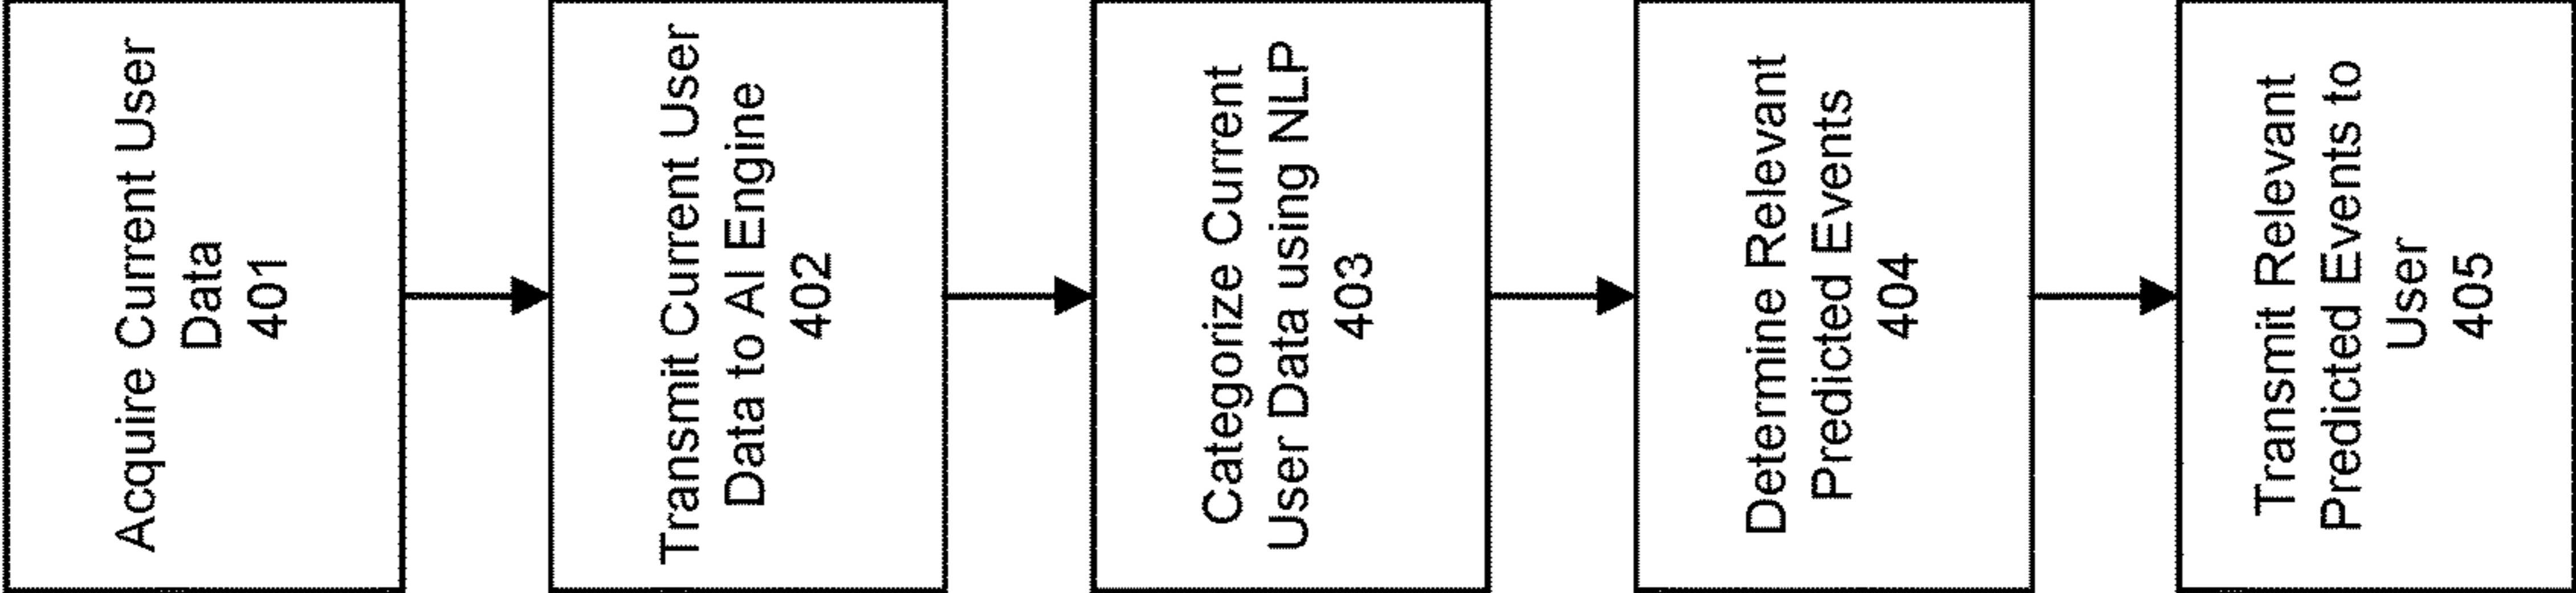 Acquire Current User
Data
401
Transmit Current User
Data to AI Engine
402
Categorize Current
User Data using NLP
403
Determine Relevant
Predicted Events
404
Transmit Relevant
Predicted Events to
User
405